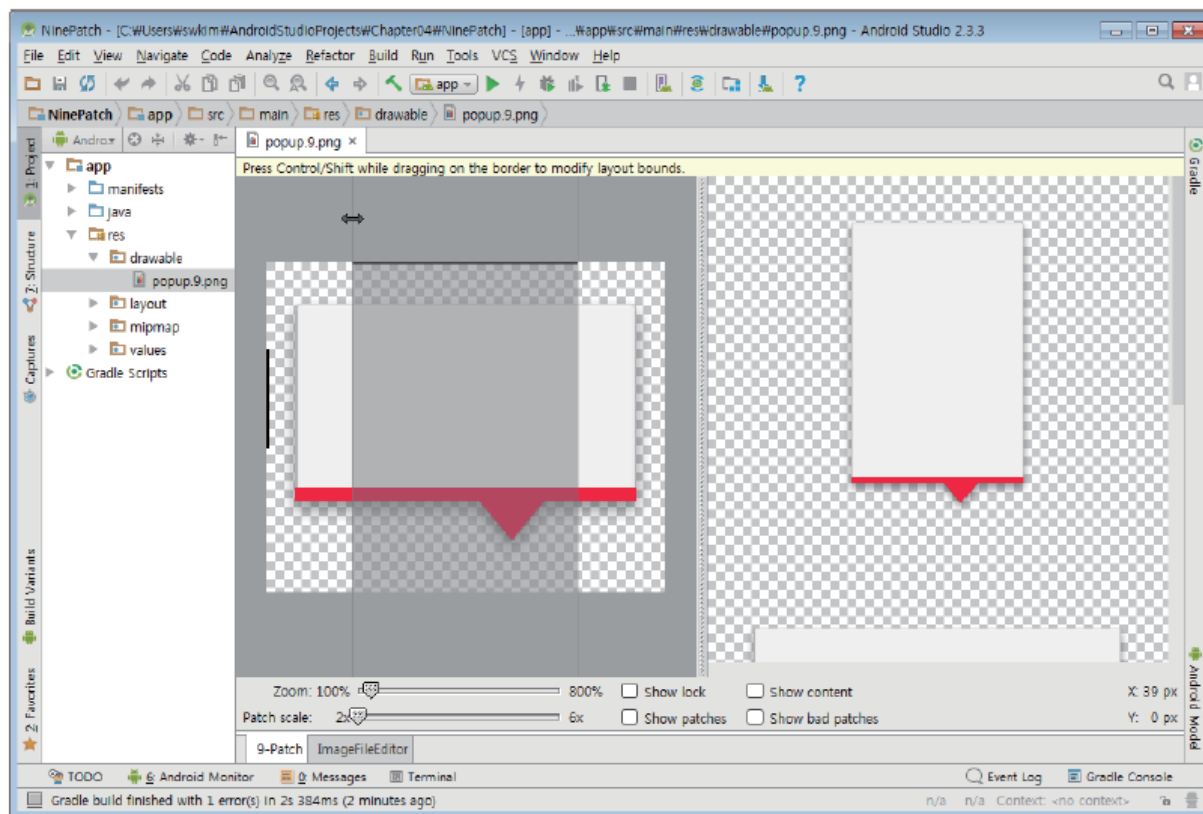 NinePatch - [C:₩Users₩swkim₩AndroidStudioProjects₩Chapter04₩NinePatch] - [app] - ...₩app₩src₩main₩res₩drawable₩popup.9.png - Android Studio 2.3.3
File Edit View Navigate Code Analyze Refactor Build Run Tools VCS Window Help
app
NinePatch app src main res drawable popup.9.png
1: Project
7: Structure
Captures
Build Variants
2: Favorites
Andro
app
manifests
java
res
drawable
popup.9.png
layout
mipmap
values
Gradle Scripts
popup.9.png ×
Press Control/Shift while dragging on the border to modify layout bounds.
Zoom: 100% 800% Show lock Show content X: 39 px
Patch scale: 2x 6x Show patches Show bad patches Y: 0 px
9-Patch ImageFileEditor
Gradle
Android Model
TODO 6: Android Monitor 0: Messages Terminal Event Log Gradle Console
Gradle build finished with 1 error(s) in 2s 384ms (2 minutes ago) n/a n/a Context: <no context>